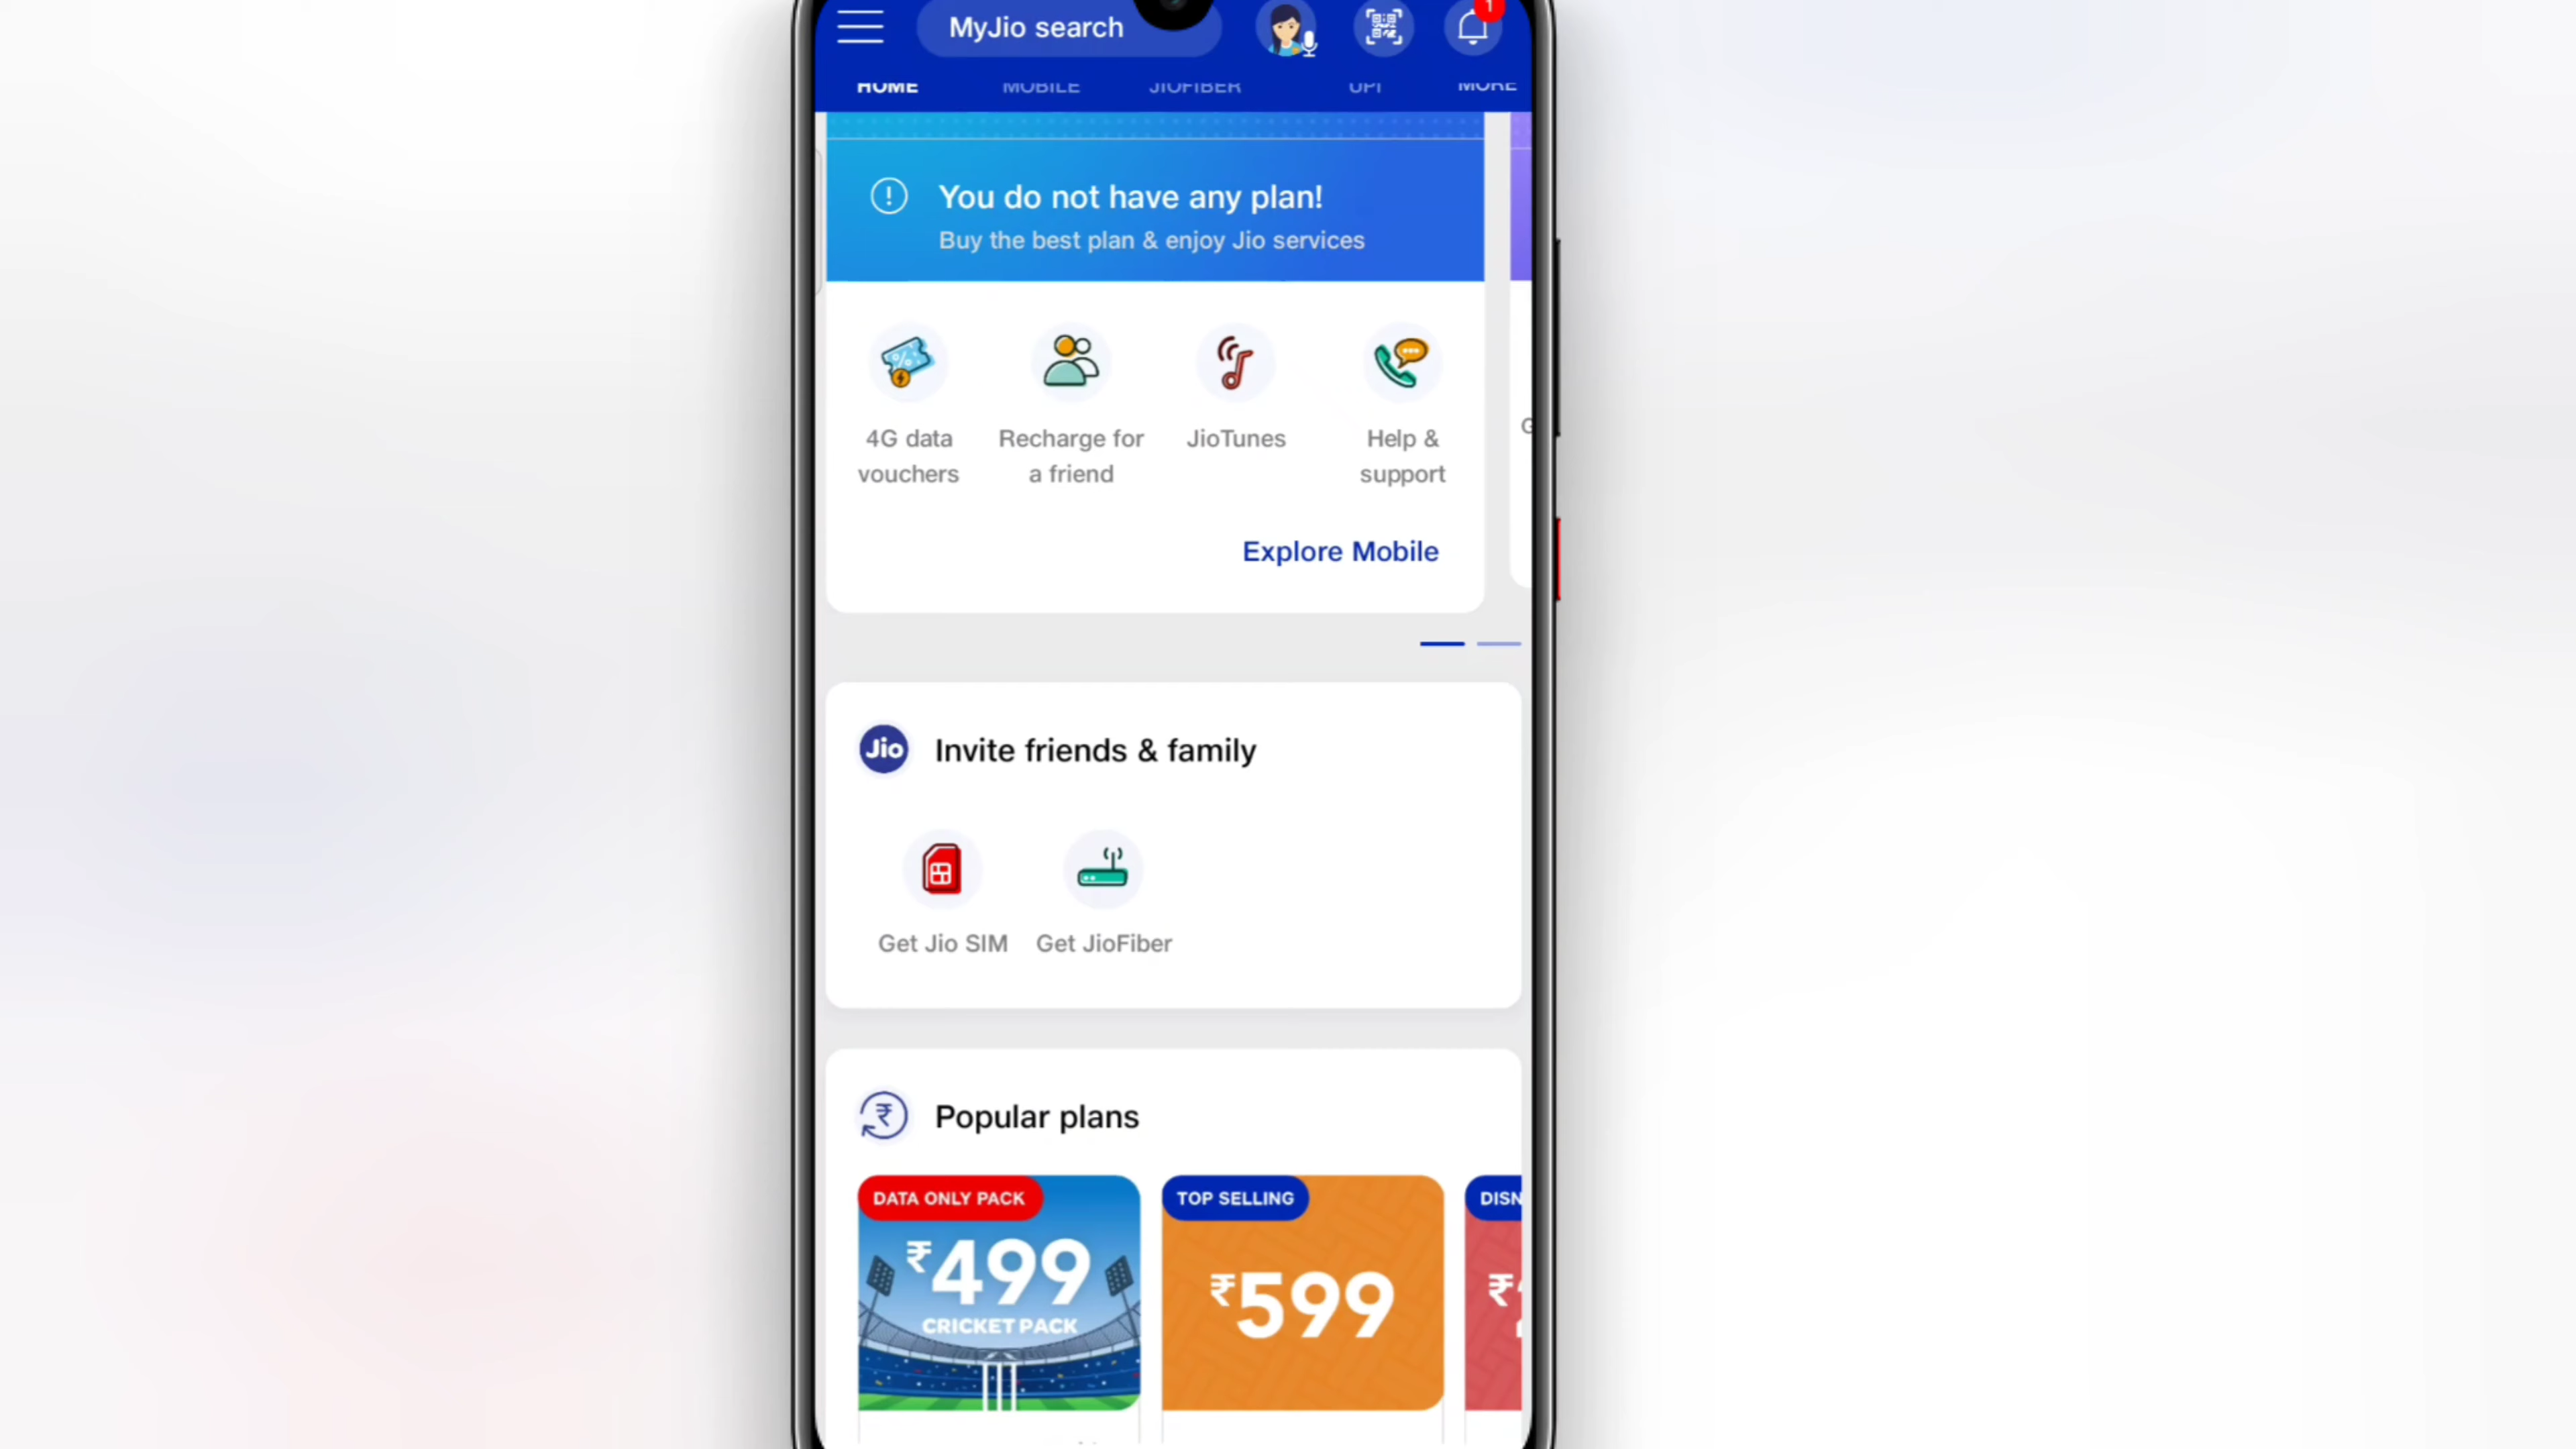 MyJio search
1
HOME MOBILE JIOFIBER UPI MORE
You do not have any plan!
Buy the best plan & enjoy Jio services
4G data
vouchers
Recharge for
a friend
JioTunes
Help &
support
Explore Mobile
Jio
Invite friends & family
Get Jio SIM
Get JioFiber
₹
Popular plans
DATA ONLY PACK
₹499
CRICKET PACK
TOP SELLING
₹599